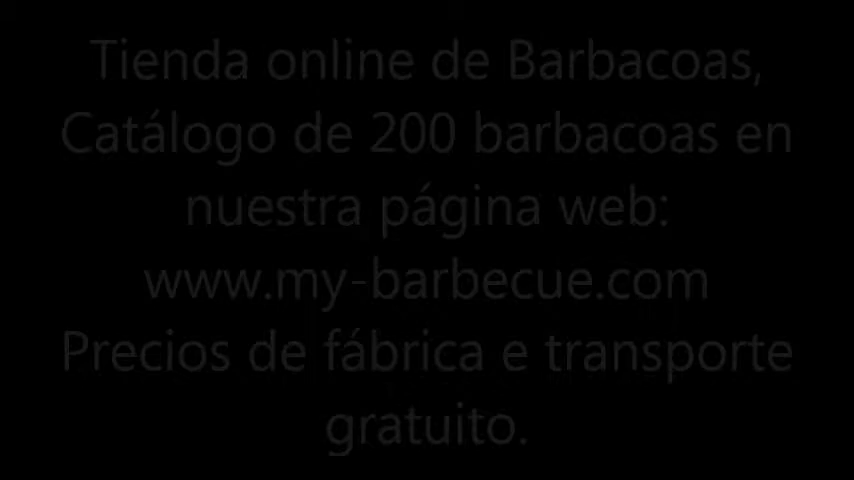 Tienda online de Barbacoas,
Catálogo de 200 barbacoas en
nuestra página web:
www.my-barbecue.com
Precios de fábrica e transporte
gratuito.